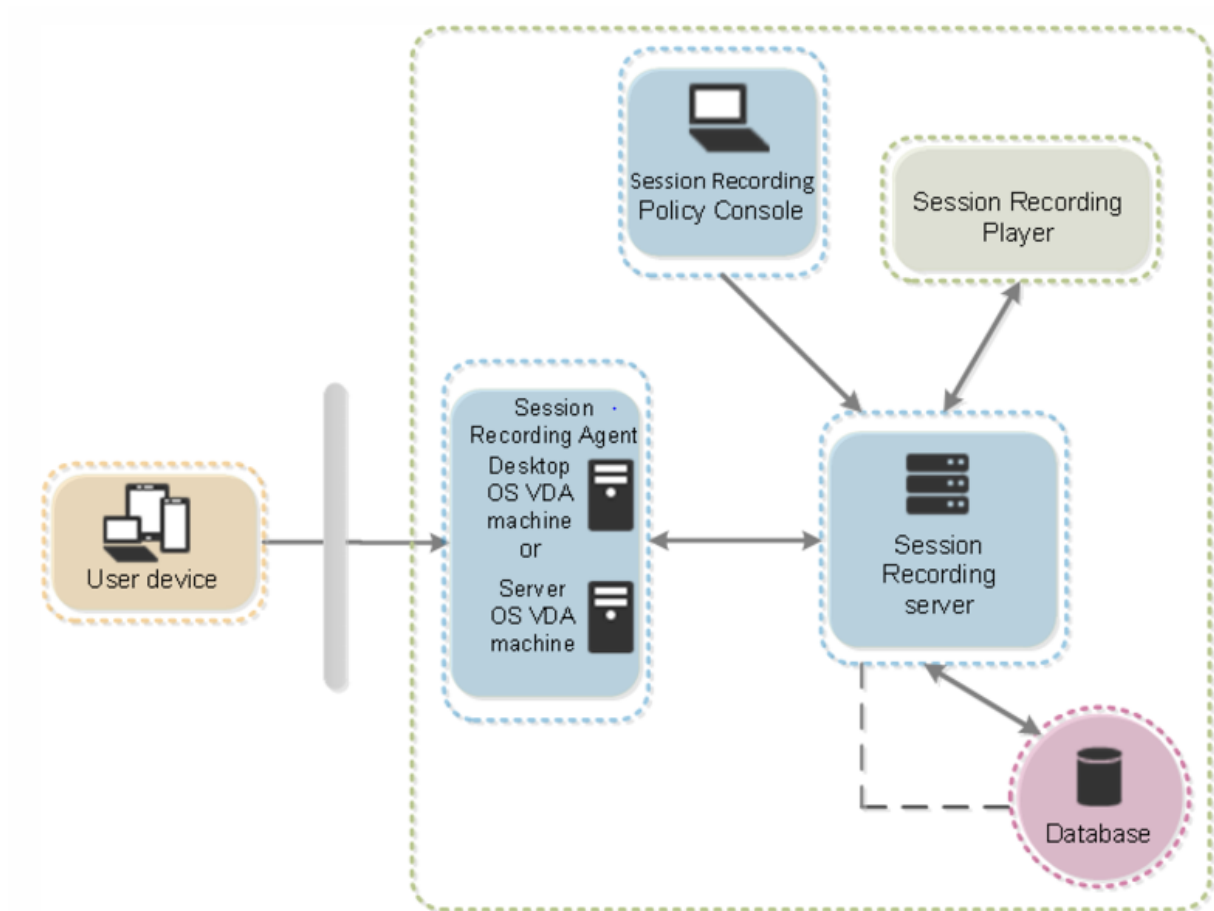 Session Recording
Policy Console
Session Recording
Player
Session
Recording Agent
Desktop
OS VDA
machine
or
Server
OS VDA
machine
User device
Session
Recording
server
Database